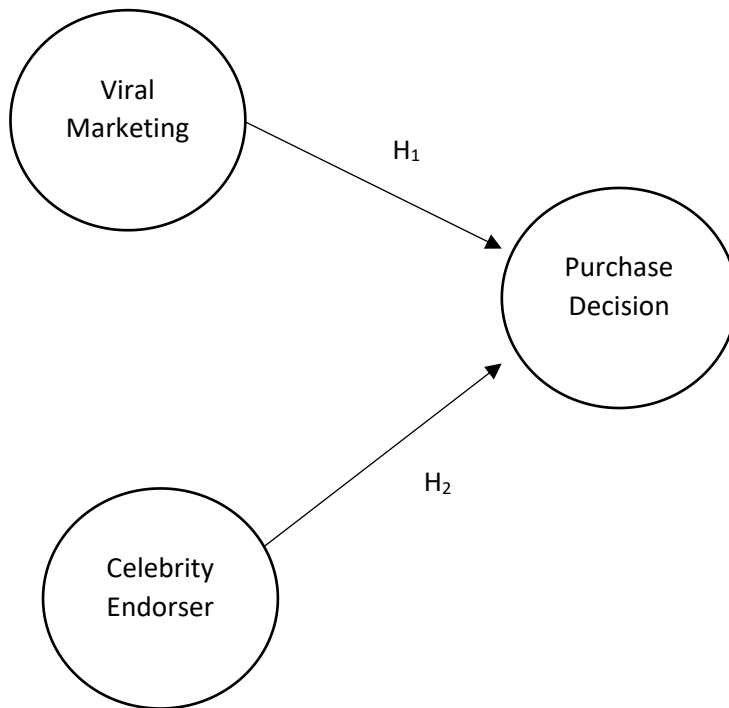 Viral
Marketing
H₁
Purchase
Decision
H₂
Celebrity
Endorser